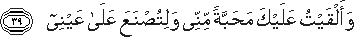 وَأَلْقَيْتُ عَلَيْكَ مَحَبَّةً مِّنِّى وَلِتُصْنَعَ عَلَىٰ عَيْنِىٓ ﴿٣٩﴾